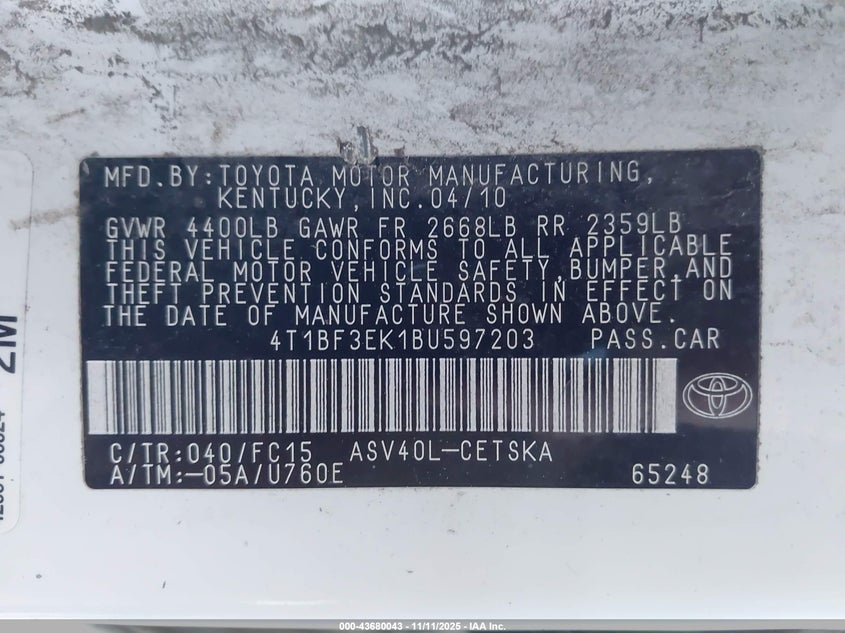 MFD.BY:TOYOTA MOTOR MANUFACTURING,
KENTUCKY,INC.04/10
GVWR 4400LB GAWR FR 2668LB RR 2359LB
THIS VEHICLE CONFORMS TO ALL APPLICABLE
FEDERAL MOTOR VEHICLE SAFETY,BUMPER,AND
THEFT PREVENTION STANDARDS IN EFFECT ON
THE DATE OF MANUFACTURE SHOWN ABOVE.
4T1BF3EK1BU597203 PASS.CAR
C/TR:040/FC15 ASV40L-CETSKA
A/TM:-05A/U760E 65248
2M
000-43680043 - 11/11/2025 - IAA Inc.